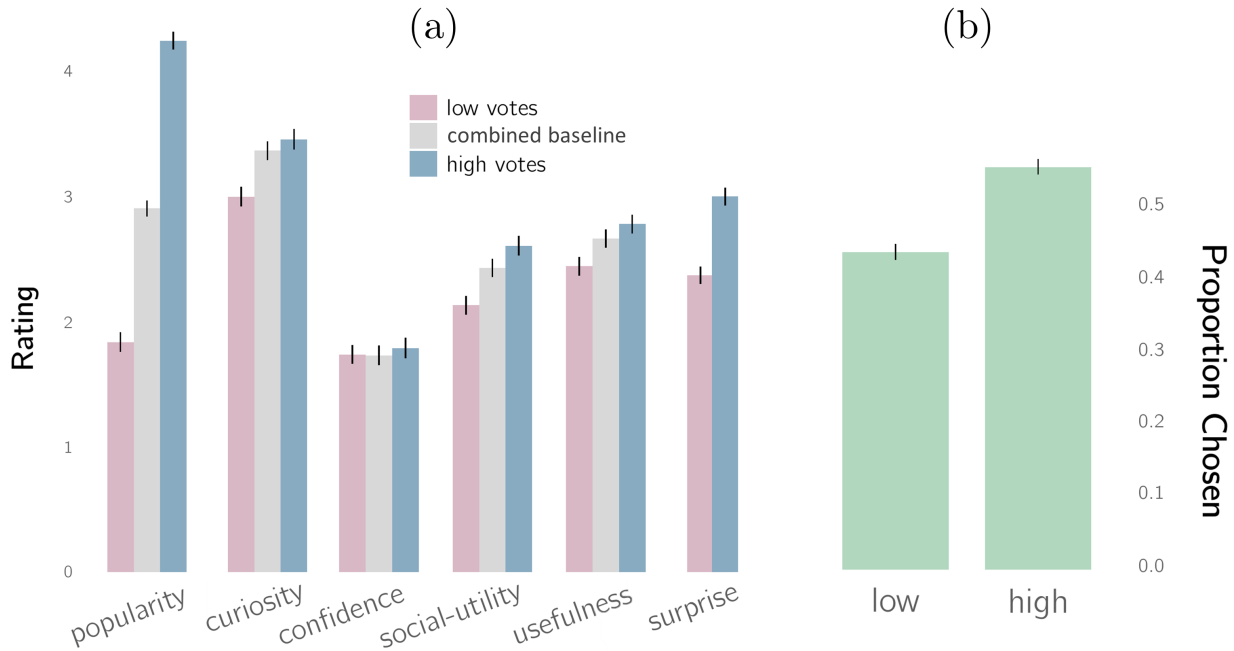 (a)
(b)
4
3
2
1
0
Rating
low votes
combined baseline
high votes
popularity
curiosity
confidence
social-utility
usefulness
surprise
0.5
0.4
0.3
0.2
0.1
0.0
Proportion Chosen
low
high